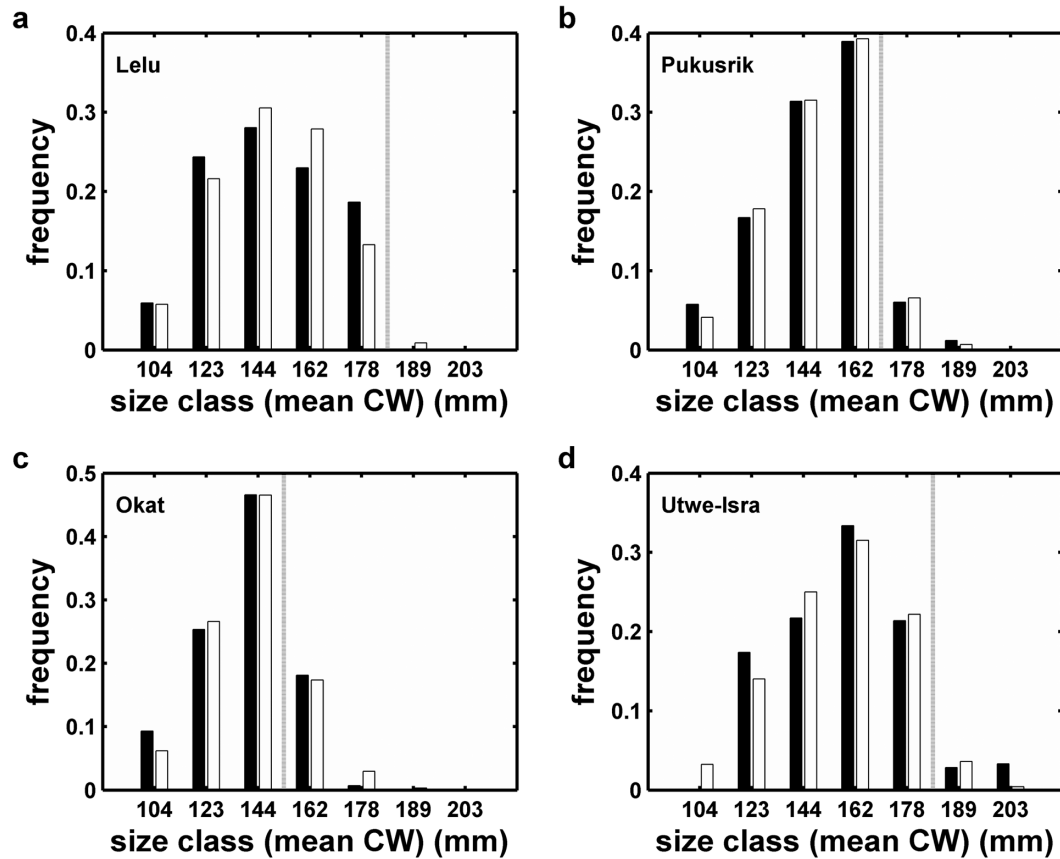 a
Lelu
0.4
0.3
0.2
0.1
0
frequency
104 123 144 162 178 189 203
size class (mean CW) (mm)
b
Pukusrik
0.4
0.3
0.2
0.1
0
frequency
104 123 144 162 178 189 203
size class (mean CW) (mm)
c
Okat
0.5
0.4
0.3
0.2
0.1
0
frequency
104 123 144 162 178 189 203
size class (mean CW) (mm)
d
Utwe-Isra
0.4
0.3
0.2
0.1
0
frequency
104 123 144 162 178 189 203
size class (mean CW) (mm)